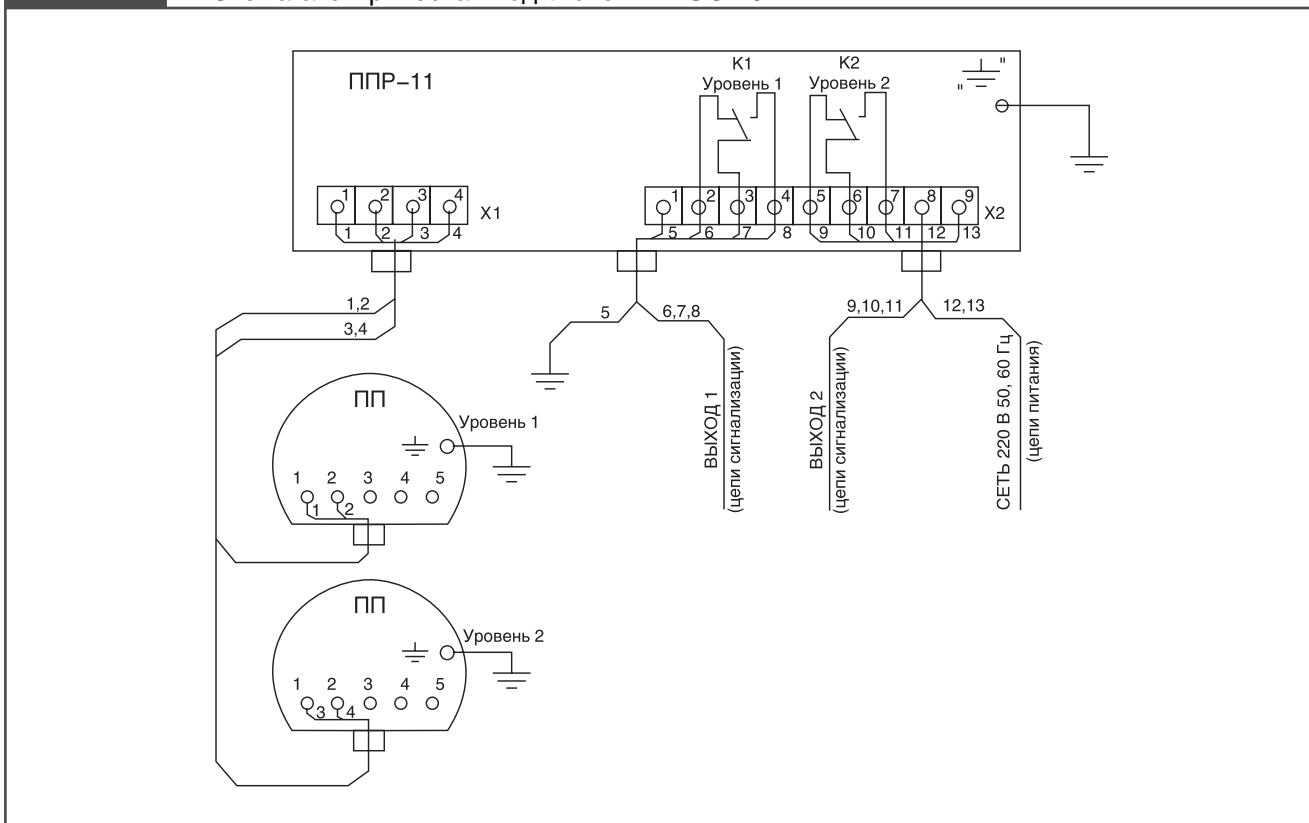 ППР–11
К1
Уровень 1
К2
Уровень 2
"
"
1 2 3 4
X1
1 2 3 4
1 2 3 4 5 6 7 8 9
X2
5 6 7 8 9 10 11 12 13
1,2
3,4
5
6,7,8
9,10,11
12,13
ВЫХОД 1
(цепи сигнализации)
ВЫХОД 2
(цепи сигнализации)
СЕТЬ 220 В 50, 60 Гц
(цепи питания)
ПП
Уровень 1
1 2 3 4 5
1 2
ПП
Уровень 2
1 2 3 4 5
3 4